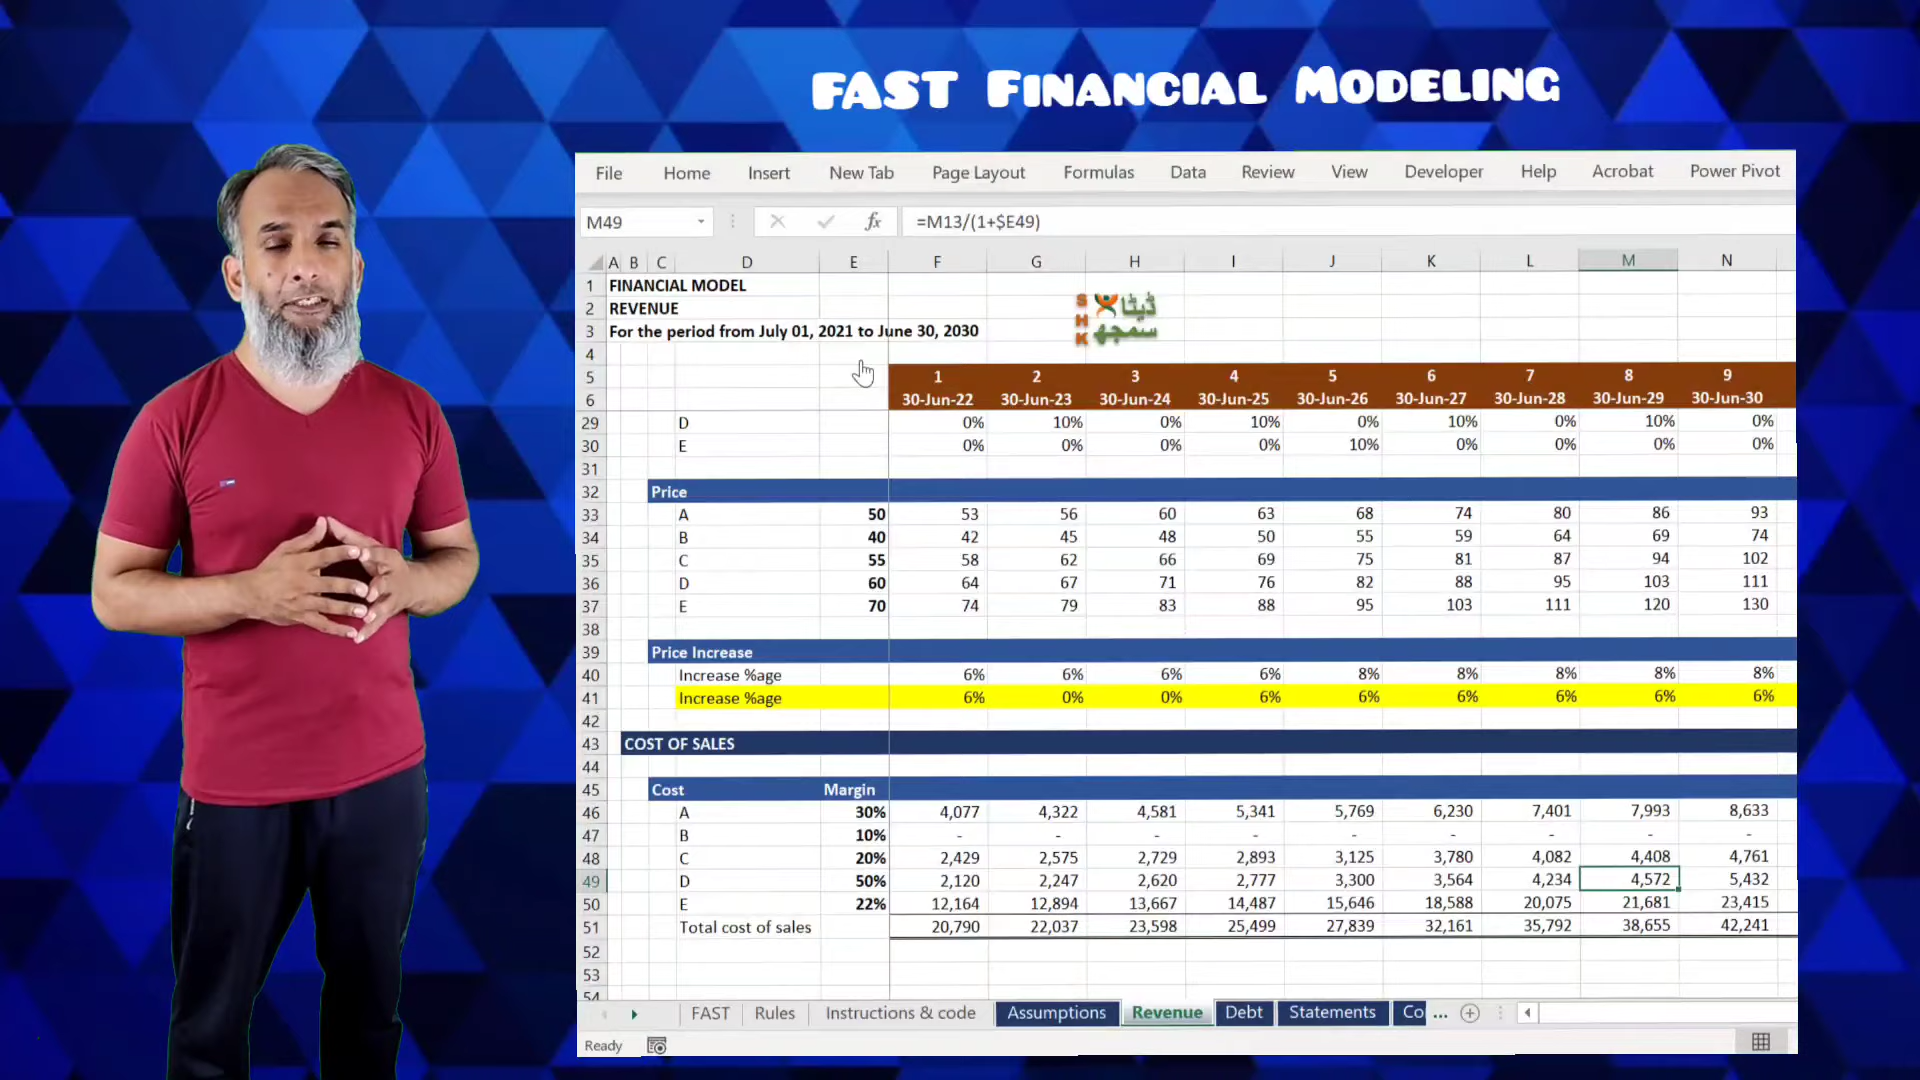 FAST Financial Modeling
File Home Insert New Tab Page Layout Formulas Data Review View Developer Help Acrobat Power Pivot
M49 fx =M13/(1+$E49)
A B C D E F G H I J K L M N
1 FINANCIAL MODEL
2 REVENUE
3 For the period from July 01, 2021 to June 30, 2030
SHK ڈیٹا سمجھ
4
5 1 2 3 4 5 6 7 8 9
6 30-Jun-22 30-Jun-23 30-Jun-24 30-Jun-25 30-Jun-26 30-Jun-27 30-Jun-28 30-Jun-29 30-Jun-30
29 D 0% 10% 0% 10% 0% 10% 0% 10% 0%
30 E 0% 0% 0% 0% 10% 0% 0% 0% 0%
31
32 Price
33 A 50 53 56 60 63 68 74 80 86 93
34 B 40 42 45 48 50 55 59 64 69 74
35 C 55 58 62 66 69 75 81 87 94 102
36 D 60 64 67 71 76 82 88 95 103 111
37 E 70 74 79 83 88 95 103 111 120 130
38
39 Price Increase
40 Increase %age 6% 6% 6% 6% 8% 8% 8% 8% 8%
41 Increase %age 6% 0% 0% 6% 6% 6% 6% 6% 6%
42
43 COST OF SALES
44
45 Cost Margin
46 A 30% 4,077 4,322 4,581 5,341 5,769 6,230 7,401 7,993 8,633
47 B 10% - - - - - - - - -
48 C 20% 2,429 2,575 2,729 2,893 3,125 3,780 4,082 4,408 4,761
49 D 50% 2,120 2,247 2,620 2,777 3,300 3,564 4,234 4,572 5,432
50 E 22% 12,164 12,894 13,667 14,487 15,646 18,588 20,075 21,681 23,415
51 Total cost of sales 20,790 22,037 23,598 25,499 27,839 32,161 35,792 38,655 42,241
52
53
54
FAST Rules Instructions & code Assumptions Revenue Debt Statements Co ...
Ready